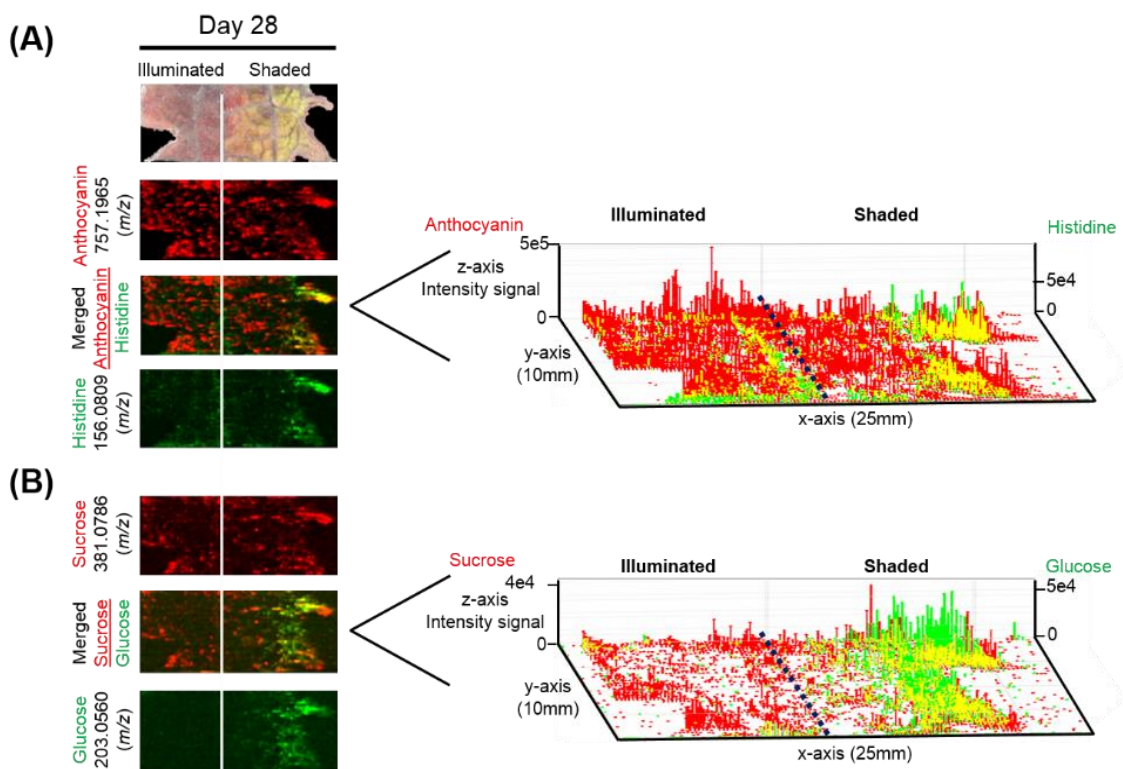 (A)
Day 28
Illuminated Shaded
Anthocyanin
757.1965
(m/z)
Merged
Anthocyanin
Histidine
Histidine
156.0809
(m/z)
Anthocyanin
Illuminated
Shaded
Histidine
5e5
z-axis
Intensity signal
0
5e4
0
y-axis
(10mm)
x-axis (25mm)
(B)
Sucrose
381.0786
(m/z)
Merged
Sucrose
Glucose
Glucose
203.0560
(m/z)
Sucrose
Illuminated
Shaded
Glucose
4e4
z-axis
Intensity signal
0
5e4
0
y-axis
(10mm)
x-axis (25mm)